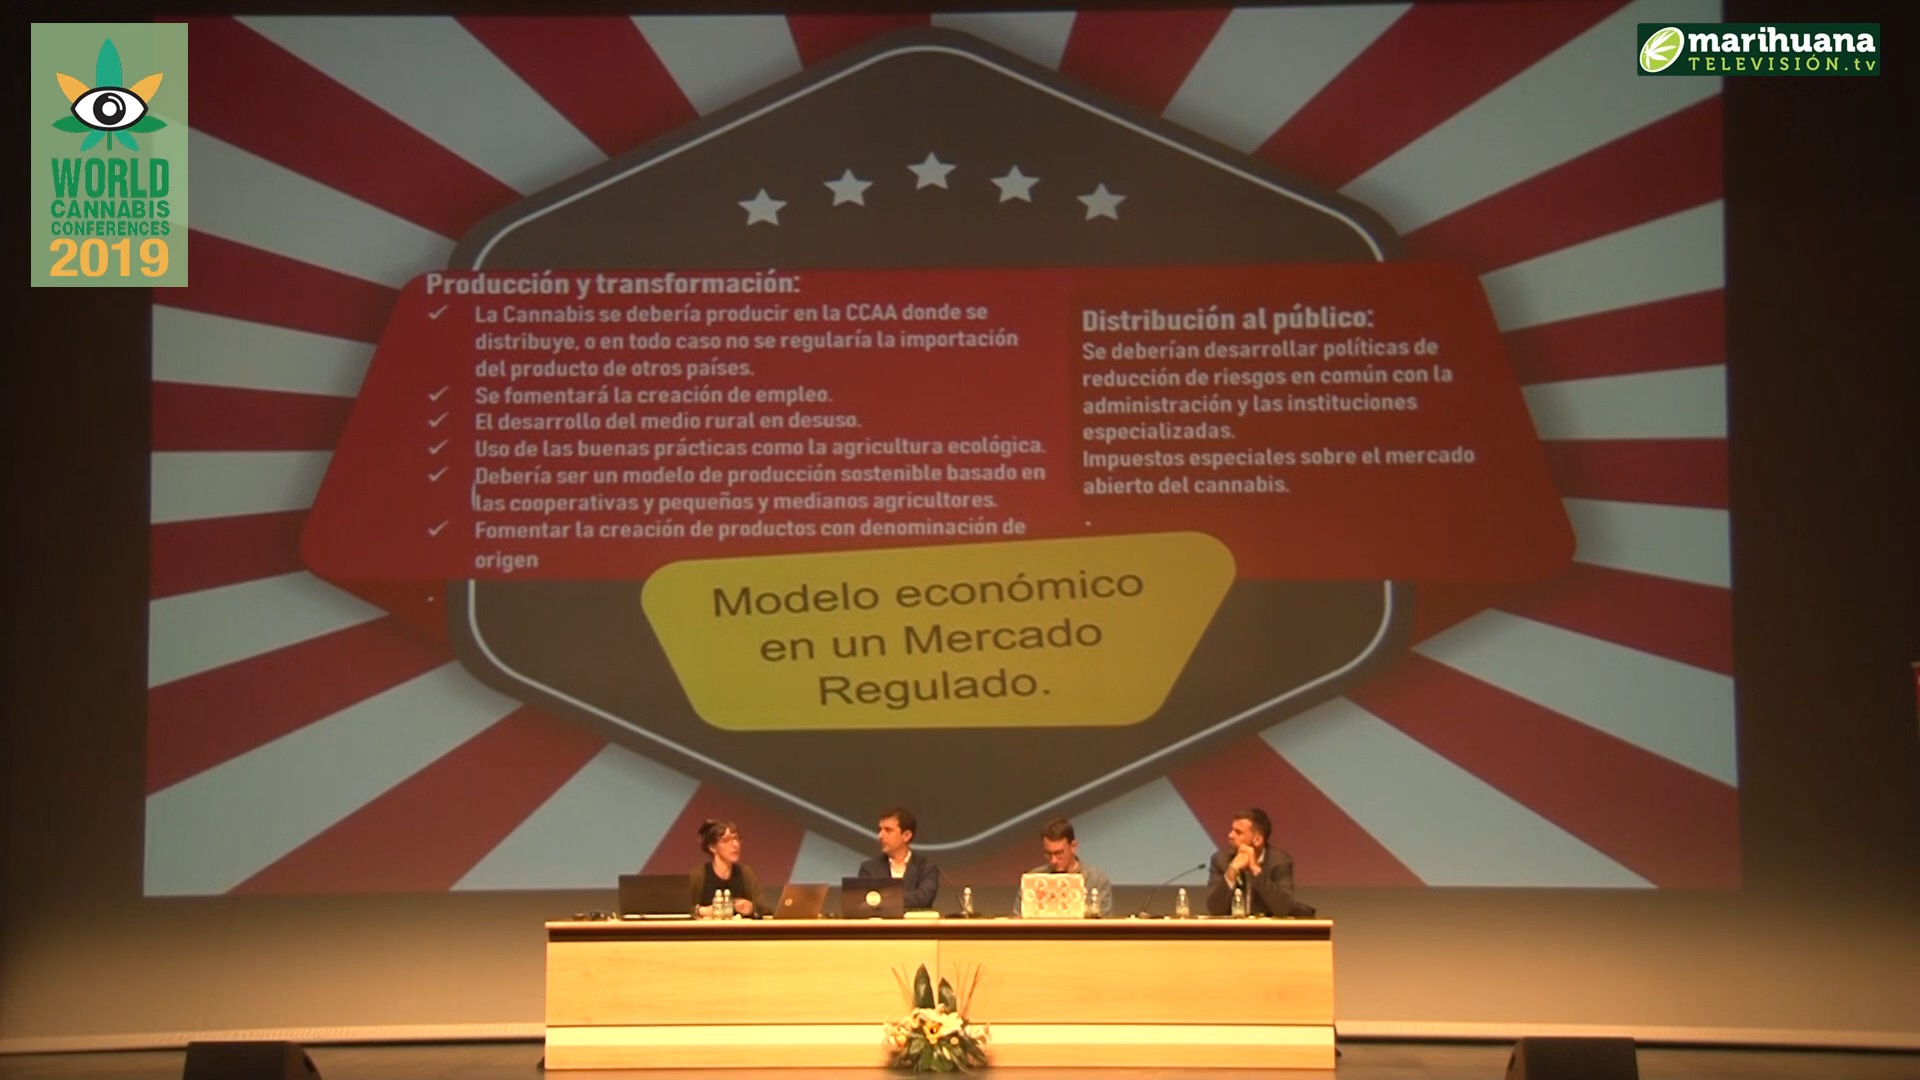 WORLD
CANNABIS
CONFERENCES
2019
marihuana
TELEVISIÓN.tv
Producción y transformación:
La Cannabis se debería producir en la CCAA donde se
distribuye, o en todo caso no se regularía la importación
del producto de otros países.
Se fomentará la creación de empleo.
El desarrollo del medio rural en desuso.
Uso de las buenas prácticas como la agricultura ecológica.
Debería ser un modelo de producción sostenible basado en
las cooperativas y pequeños y medianos agricultores.
Fomentar la creación de productos con denominación de
origen
Distribución al público:
Se deberían desarrollar políticas de
reducción de riesgos en común con la
administración y las instituciones
especializadas.
Impuestos especiales sobre el mercado
abierto del cannabis.
Modelo económico
en un Mercado
Regulado.